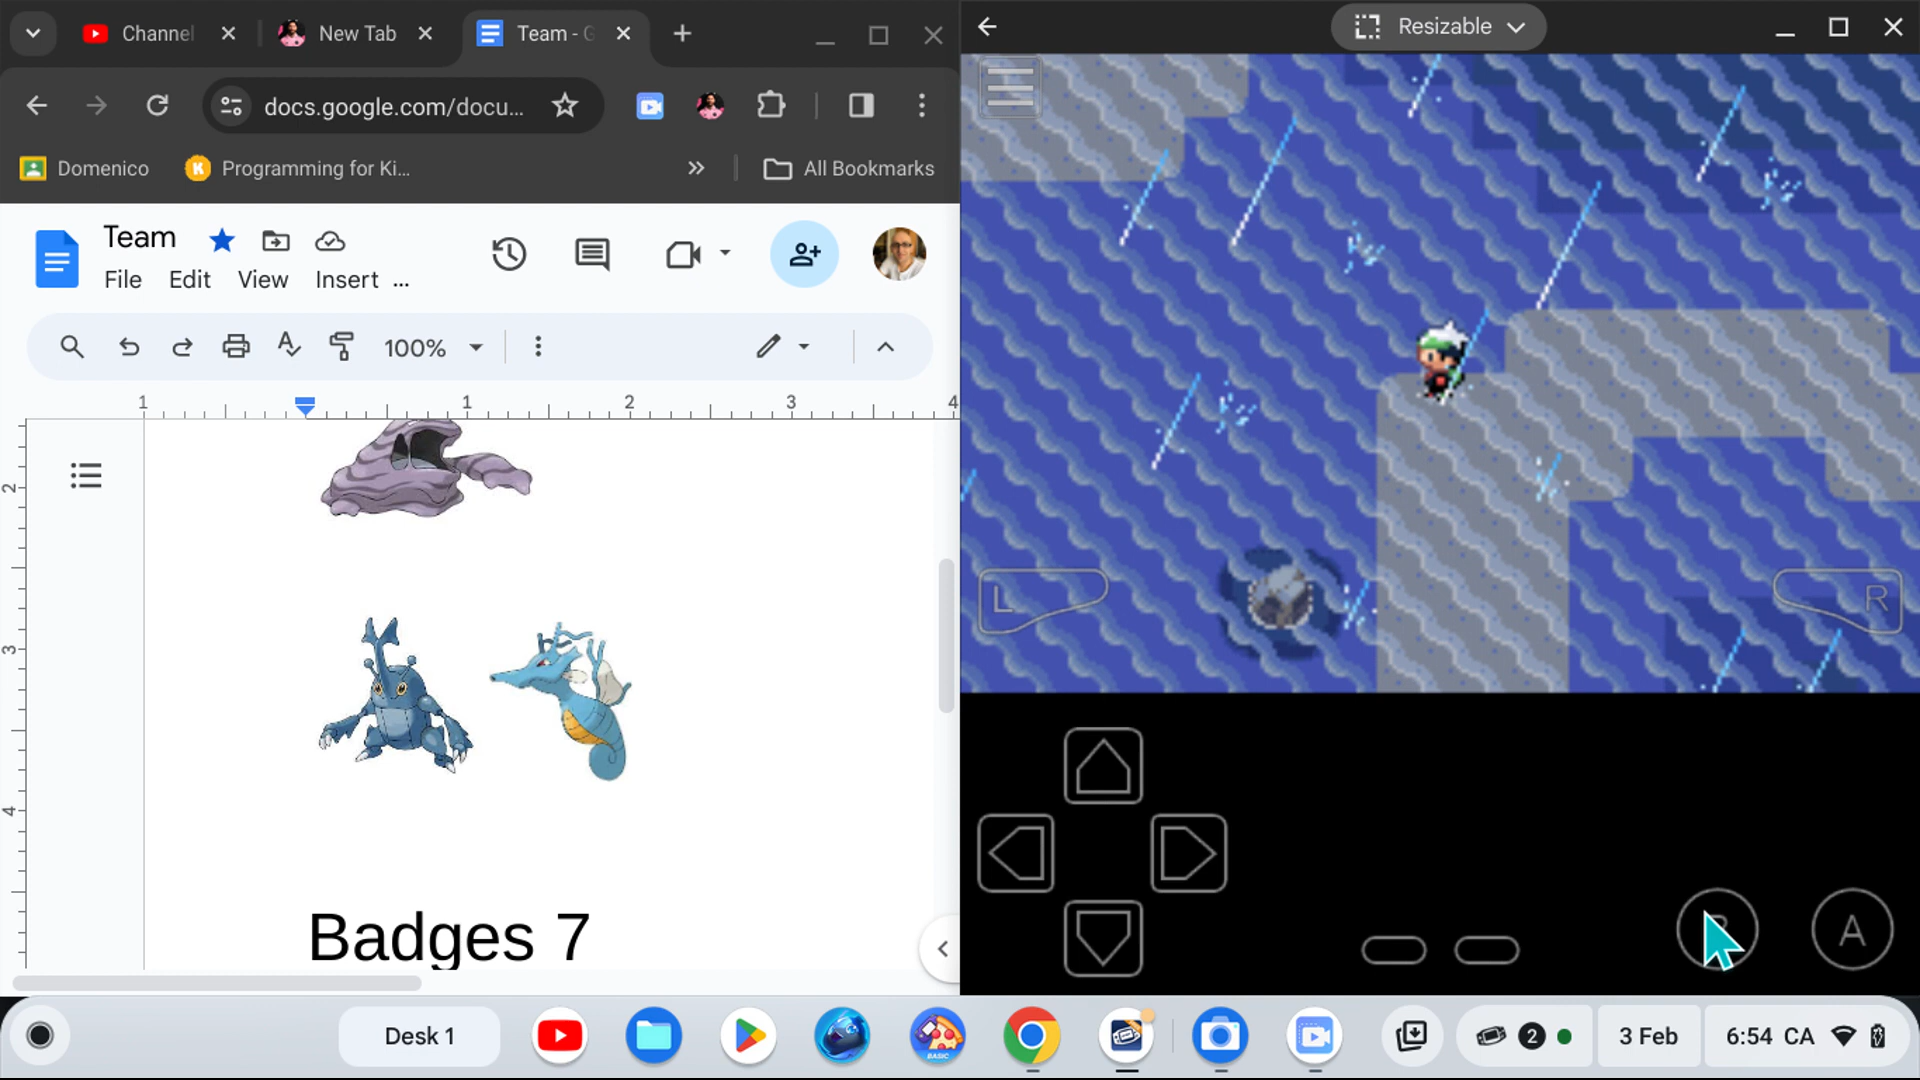 Channel
New Tab
Team - G
Resizable
docs.google.com/docu...
Domenico
Programming for Ki...
All Bookmarks
Team
File Edit View Insert ...
100%
1 1 2 3 4
2
3
4
Badges 7
L
R
A
Desk 1
BASIC
2
3 Feb
6:54 CA